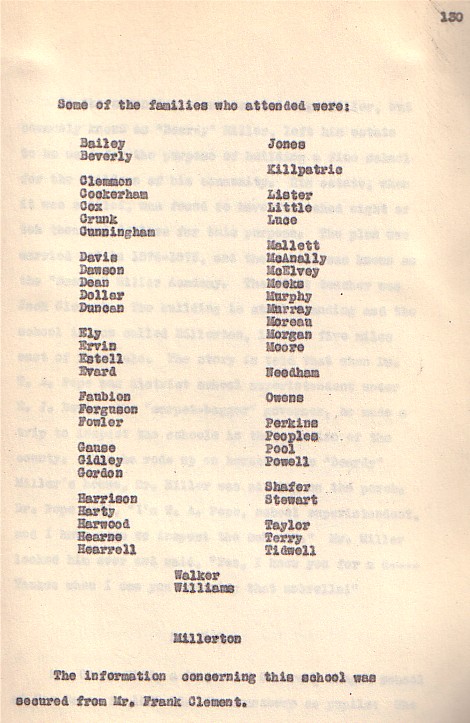 130
Some of the families who attended were:
Bailey
Beverly
Clemmon
Cockerham
Cox
Crunk
Cunningham
Davis
Dawson
Dean
Dollar
Duncan
Ely
Ervin
Estell
Evard
Faubion
Ferguson
Fowler
Gause
Gidley
Gordon
Harrison
Harty
Harwood
Hearne
Hearrell
Jones
Killpatric
Lister
Little
Luce
Mallett
McAnally
McElvey
Meeks
Murphy
Murray
Moreau
Morgan
Moore
Needham
Owens
Perkins
Peoples
Pool
Powell
Shafer
Stewart
Taylor
Terry
Tidwell
Walker
Williams
Millerton
The information concerning this school was
secured from Mr. Frank Clement.